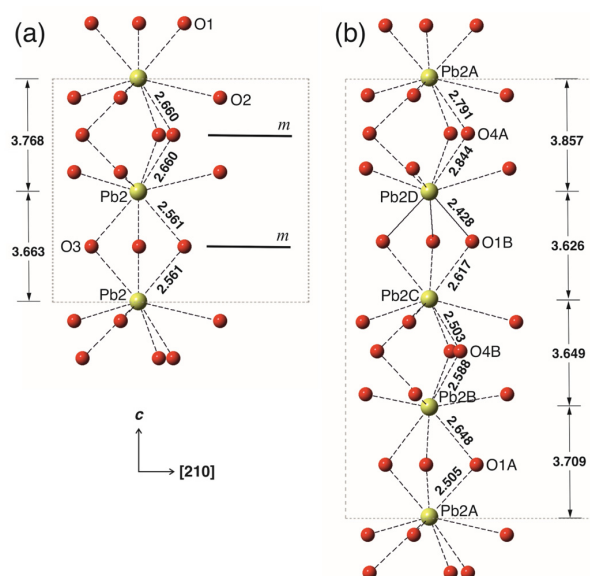 (a)
O1
O2
2.660
m
3.768
2.660
Pb2
2.561
m
O3
3.663
2.561
Pb2
c
[210]
(b)
Pb2A
2.791
O4A
3.857
2.844
Pb2D
2.428
O1B
3.626
2.617
Pb2C
2.503
O4B
3.649
2.588
Pb2B
2.648
O1A
3.709
2.505
Pb2A